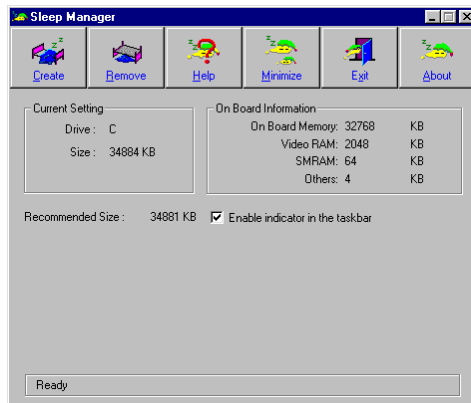 Sleep Manager
Create Remove Help Minimize Exit About
Current Setting
Drive : C
Size : 34884 KB
On Board Information
On Board Memory: 32768 KB
Video RAM: 2048 KB
SMRAM: 64 KB
Others: 4 KB
Recommended Size : 34881 KB Enable indicator in the taskbar
Ready